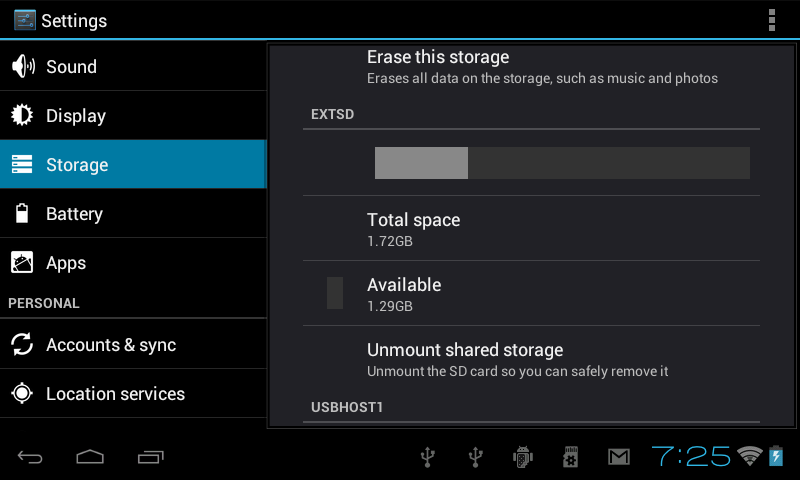 Settings
Sound
Display
Storage
Battery
Apps
PERSONAL
Accounts & sync
Location services
Erase this storage
Erases all data on the storage, such as music and photos
EXTSD
Total space
1.72GB
Available
1.29GB
Unmount shared storage
Unmount the SD card so you can safely remove it
USBHOST1
7:25